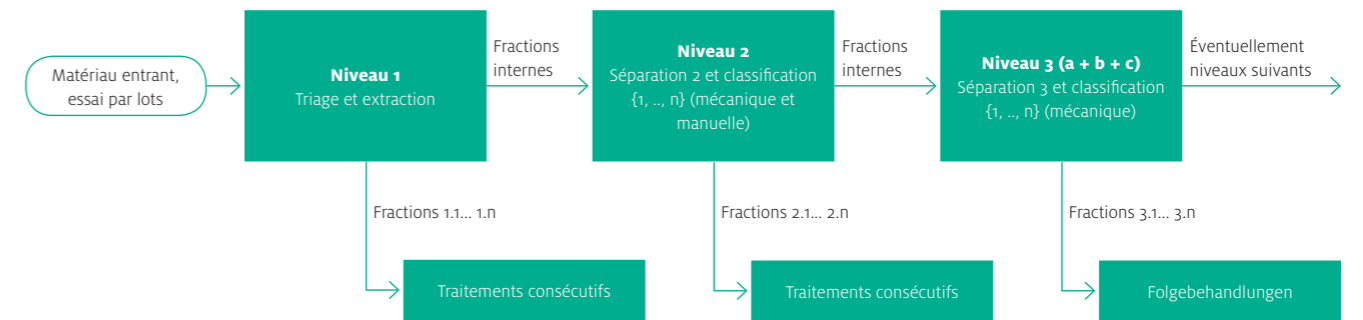 Matériau entrant,
essai par lots
Niveau 1
Triage et extraction
Fractions
internes
Niveau 2
Séparation 2 et classification
{1, .., n} (mécanique et
manuelle)
Fractions
internes
Niveau 3 (a + b + c)
Séparation 3 et classification
{1, .., n} (mécanique)
Éventuellement
niveaux suivants
Fractions 1.1... 1.n
Fractions 2.1... 2.n
Fractions 3.1... 3.n
Traitements consécutifs
Traitements consécutifs
Folgebehandlungen